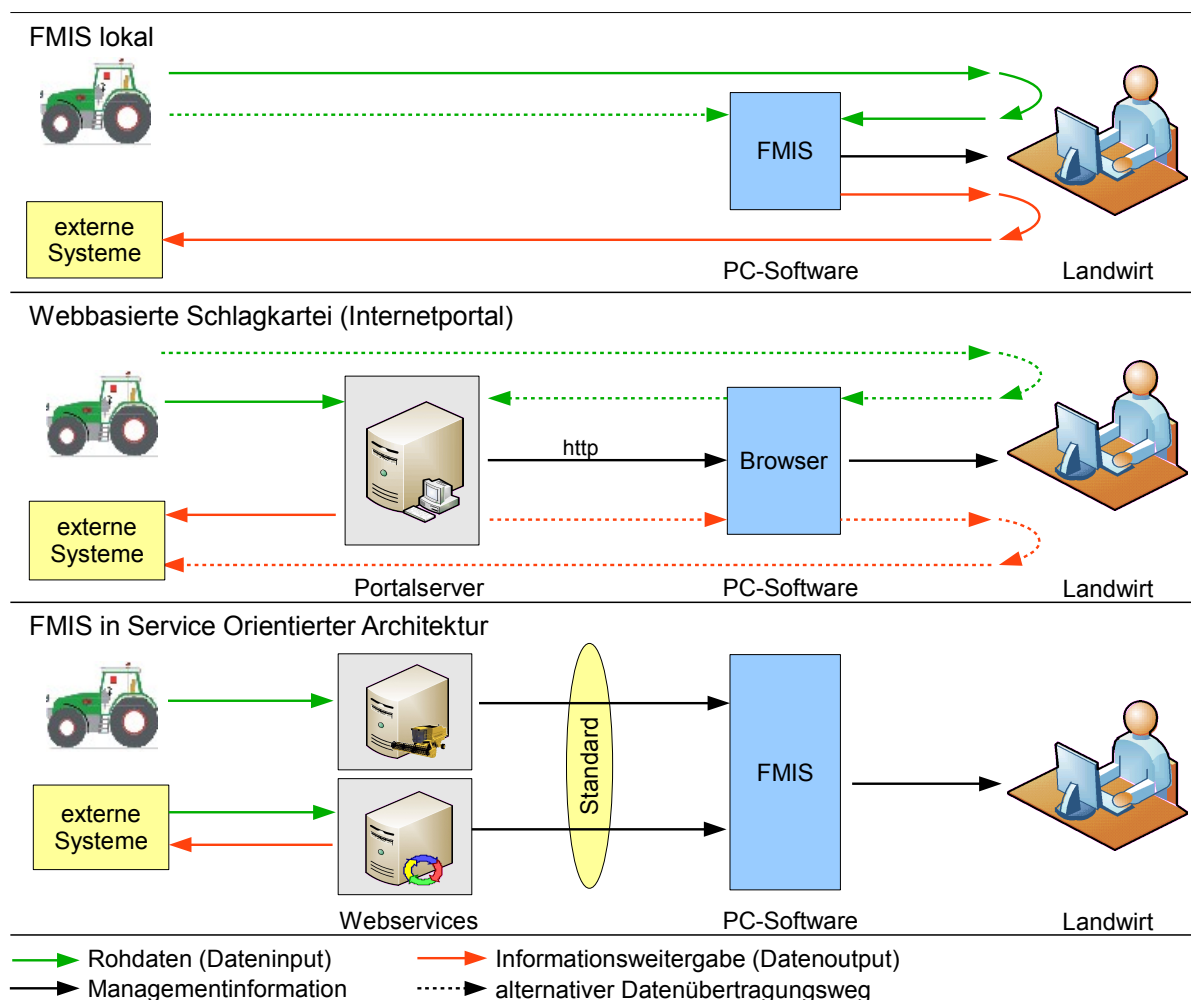 FMIS lokal
FMIS
externe
Systeme
PC-Software
Landwirt
Webbasierte Schlagkartei (Internetportal)
http
Browser
externe
Systeme
Portalserver
PC-Software
Landwirt
FMIS in Service Orientierter Architektur
Standard
FMIS
externe
Systeme
Webservices
PC-Software
Landwirt
Rohdaten (Dateninput)
Informationsweitergabe (Datenoutput)
Managementinformation
alternativer Datenübertragungsweg